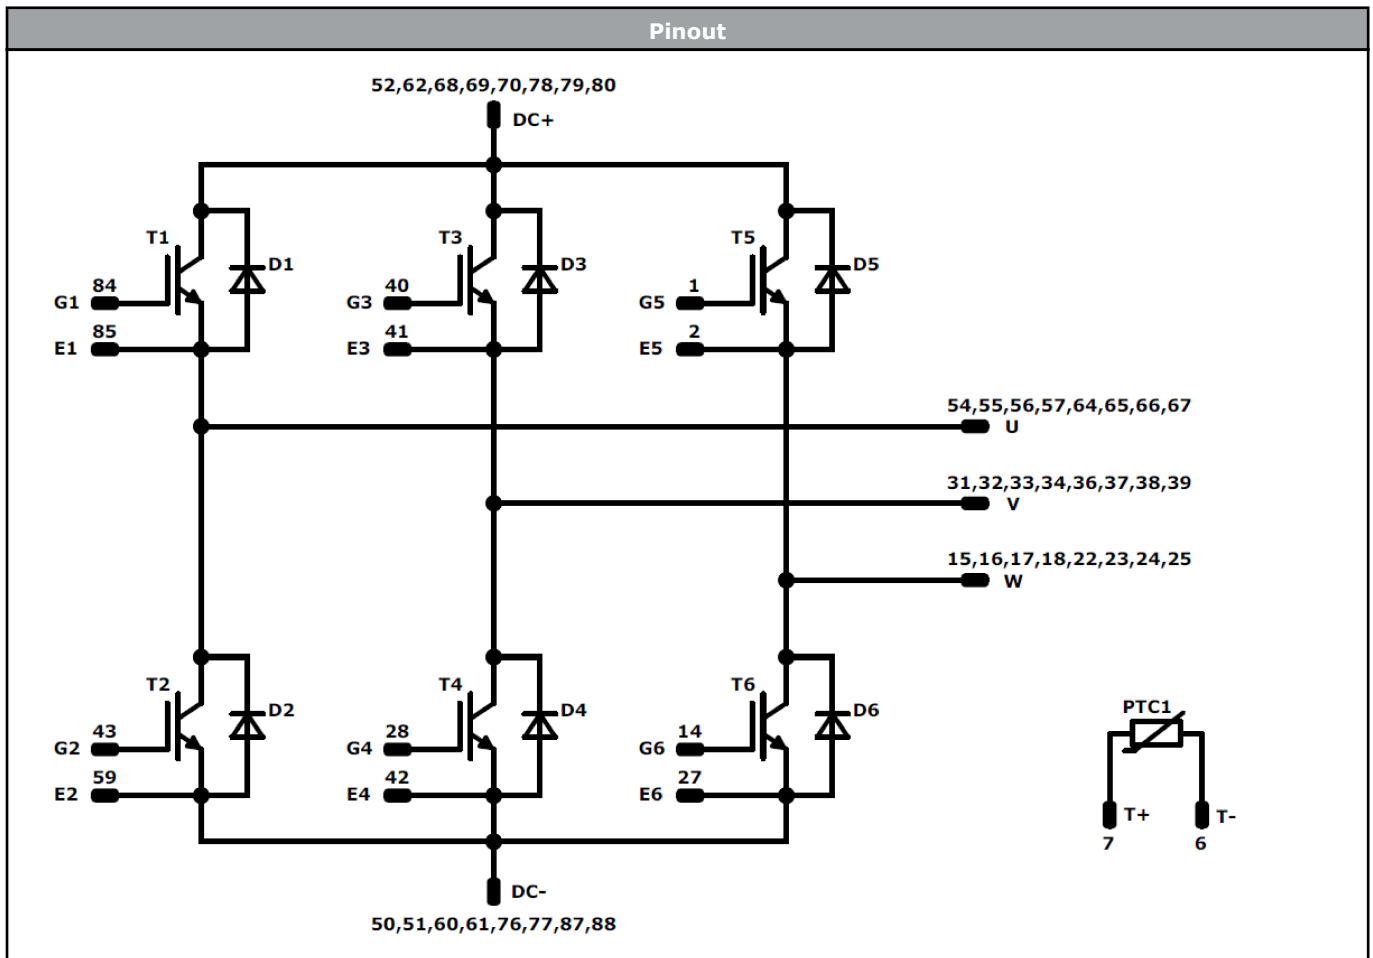 Pinout
52,62,68,69,70,78,79,80
DC+
T1
T3
T5
D1
D3
D5
84
40
1
G1
G3
G5
85
41
2
E1
E3
E5
54,55,56,57,64,65,66,67
U
31,32,33,34,36,37,38,39
V
15,16,17,18,22,23,24,25
W
T2
T4
T6
D2
D4
D6
PTC1
43
28
14
G2
G4
G6
59
42
27
E2
E4
E6
T+
T-
7
6
DC-
50,51,60,61,76,77,87,88